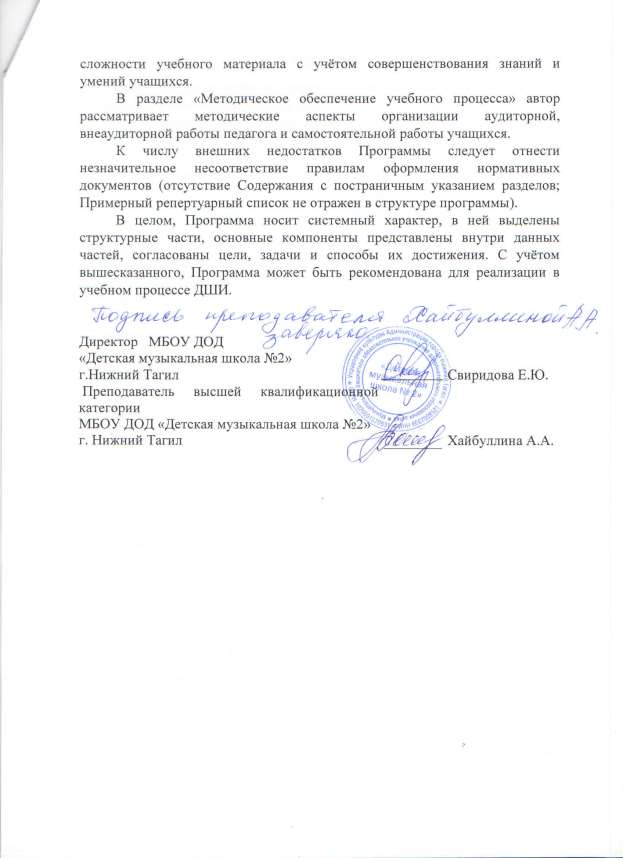 сложности учебного материала с учётом совершенствования знаний и
умений учащихся.
В разделе «Методическое обеспечение учебного процесса» автор
рассматривает методические аспекты организации аудиторной,
внеаудиторной работы педагога и самостоятельной работы учащихся.
К числу внешних недостатков Программы следует отнести
незначительное несоответствие правилам оформления нормативных
документов (отсутствие Содержания с постраничным указанием разделов;
Примерный репертуарный список не отражен в структуре программы).
В целом, Программа носит системный характер, в ней выделены
структурные части, основные компоненты представлены внутри данных
частей, согласованы цели, задачи и способы их достижения. С учётом
вышесказанного, Программа может быть рекомендована для реализации в
учебном процессе ДШИ.
Подпись преподавателя Хайбуллиной А.А.
заверяю
Директор МБОУ ДОД
«Детская музыкальная школа №2»
г.Нижний Тагил Свиридова Е.Ю.
музыкальная
школа № 2»
Преподаватель высшей квалификационной
категории
МБОУ ДОД «Детская музыкальная школа №2»
г. Нижний Тагил Хайбуллина А.А.